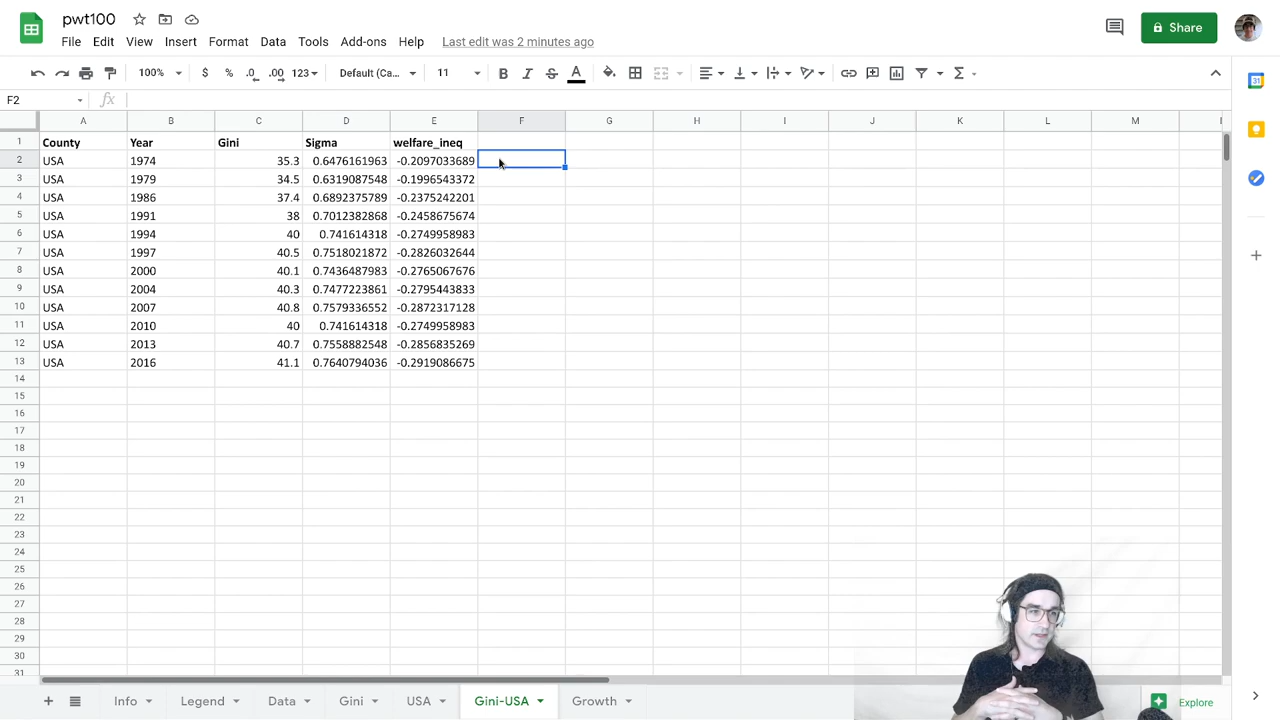 pwt100
File Edit View Insert Format Data Tools Add-ons Help Last edit was 2 minutes ago
Share
100% $ % .0 .00 123 Default (Ca... 11 B I S A Σ
F2 fx
A B C D E F G H I J K L M
1 County Year Gini Sigma welfare_ineq
2 USA 1974 35.3 0.6476161963 -0.2097033689
3 USA 1979 34.5 0.6319087548 -0.1996543372
4 USA 1986 37.4 0.6892375789 -0.2375242201
5 USA 1991 38 0.7012382868 -0.2458675674
6 USA 1994 40 0.741614318 -0.2749958983
7 USA 1997 40.5 0.7518021872 -0.2826032644
8 USA 2000 40.1 0.7436487983 -0.2765067676
9 USA 2004 40.3 0.7477223861 -0.2795443833
10 USA 2007 40.8 0.7579336552 -0.2872317128
11 USA 2010 40 0.741614318 -0.2749958983
12 USA 2013 40.7 0.7558882548 -0.2856835269
13 USA 2016 41.1 0.7640794036 -0.2919086675
14
15
16
17
18
19
20
21
22
23
24
25
26
27
28
29
30
31
Info Legend Data Gini USA Gini-USA Growth Explore